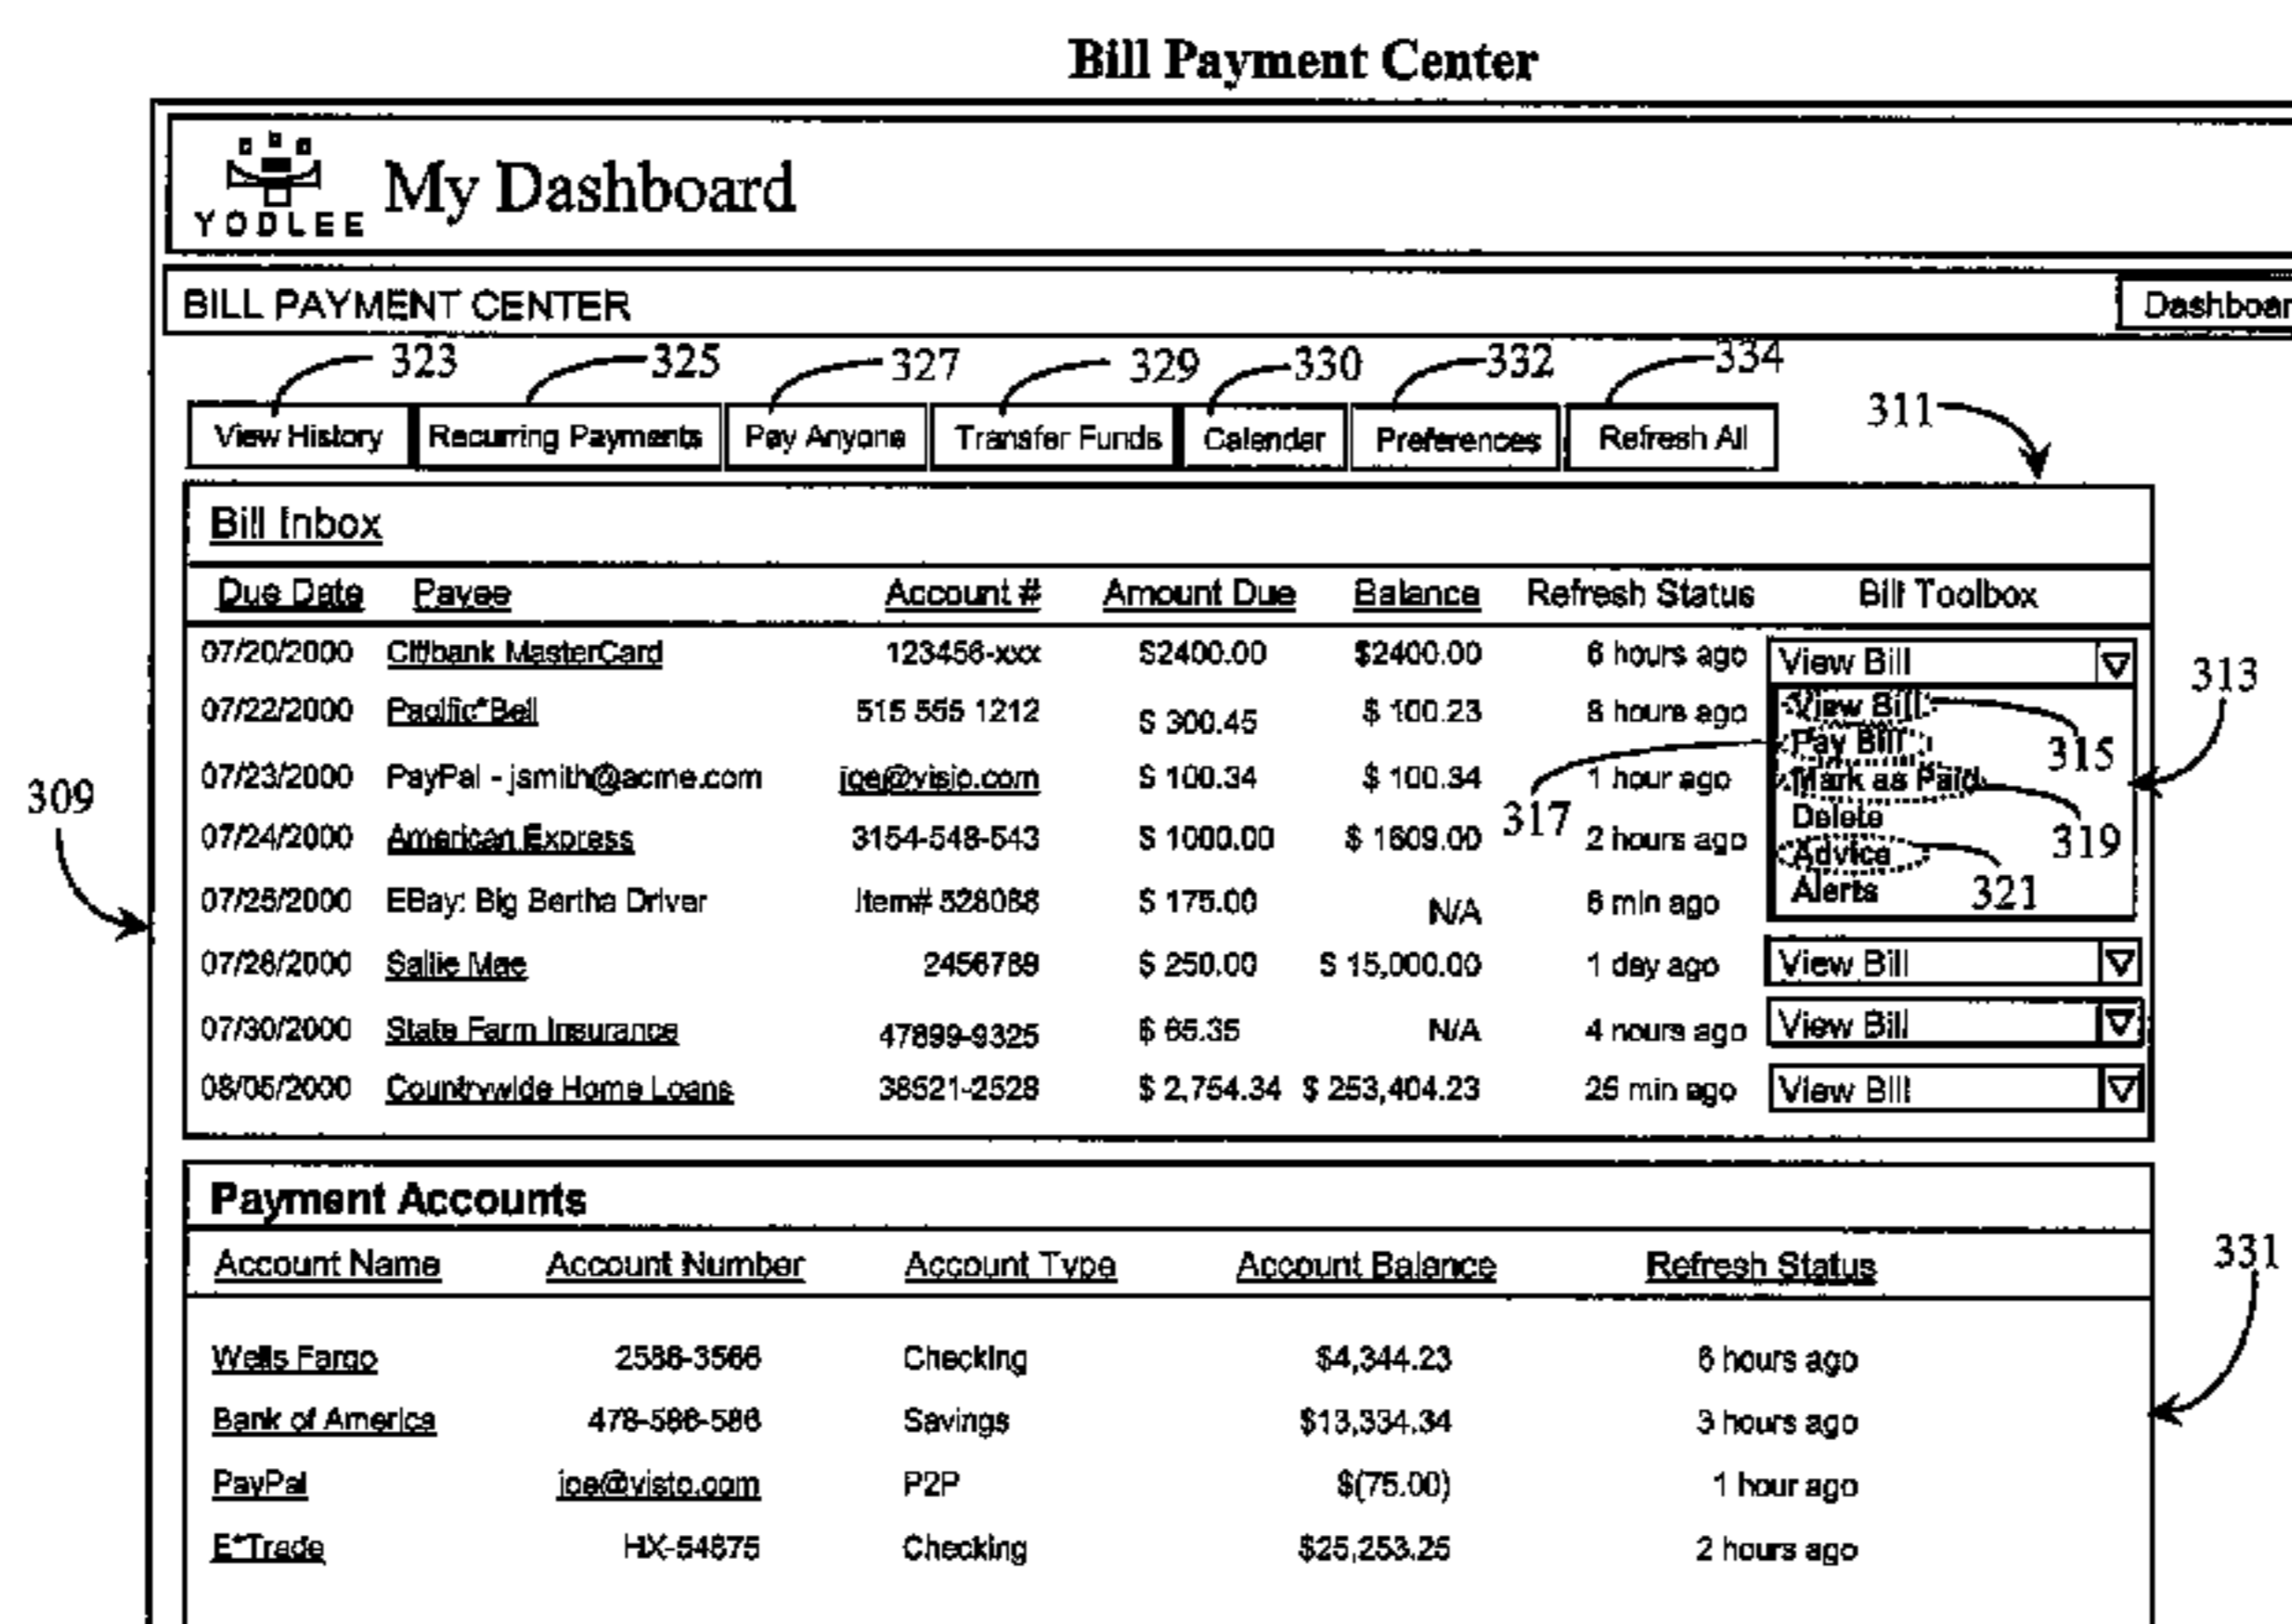 Bill Payment Center
YODLEE
My Dashboard
BILL PAYMENT CENTER Dashboar
323 325 327 329 330 332 334
311
View History Recurring Payments Pay Anyone Transfer Funds Calendar Preferences Refresh All
Bill Inbox
Due Date Payee Account # Amount Due Balance Refresh Status Bill Toolbox
07/20/2000 Citibank MasterCard 123456-xxx $2400.00 $2400.00 6 hours ago View Bill
07/22/2000 Pacific*Bell 515 555 1212 $ 300.45 $ 100.23 8 hours ago View Bill
313
Pay Bill 315
07/23/2000 PayPal - jsmith@acme.com joe@visio.com $ 100.34 $ 100.34 1 hour ago Mark as Paid
309
317 Delete
07/24/2000 American Express 3154-548-543 $ 1000.00 $ 1609.00 2 hours ago Advice 319
07/25/2000 EBay: Big Bertha Driver Item# 528088 $ 175.00 N/A 6 min ago Alerts 321
07/26/2000 Sallie Mae 2456789 $ 250.00 $ 15,000.00 1 day ago View Bill
07/30/2000 State Farm Insurance 47899-9325 $ 65.35 N/A 4 hours ago View Bill
08/05/2000 Countrywide Home Loans 38521-2528 $ 2,754.34 $ 253,404.23 25 min ago View Bill
Payment Accounts
Account Name Account Number Account Type Account Balance Refresh Status
331
Wells Fargo 2586-3566 Checking $4,344.23 6 hours ago
Bank of America 478-586-586 Savings $13,334.34 3 hours ago
PayPal joe@visto.com P2P $(75.00) 1 hour ago
E*Trade HX-54875 Checking $25,253.25 2 hours ago